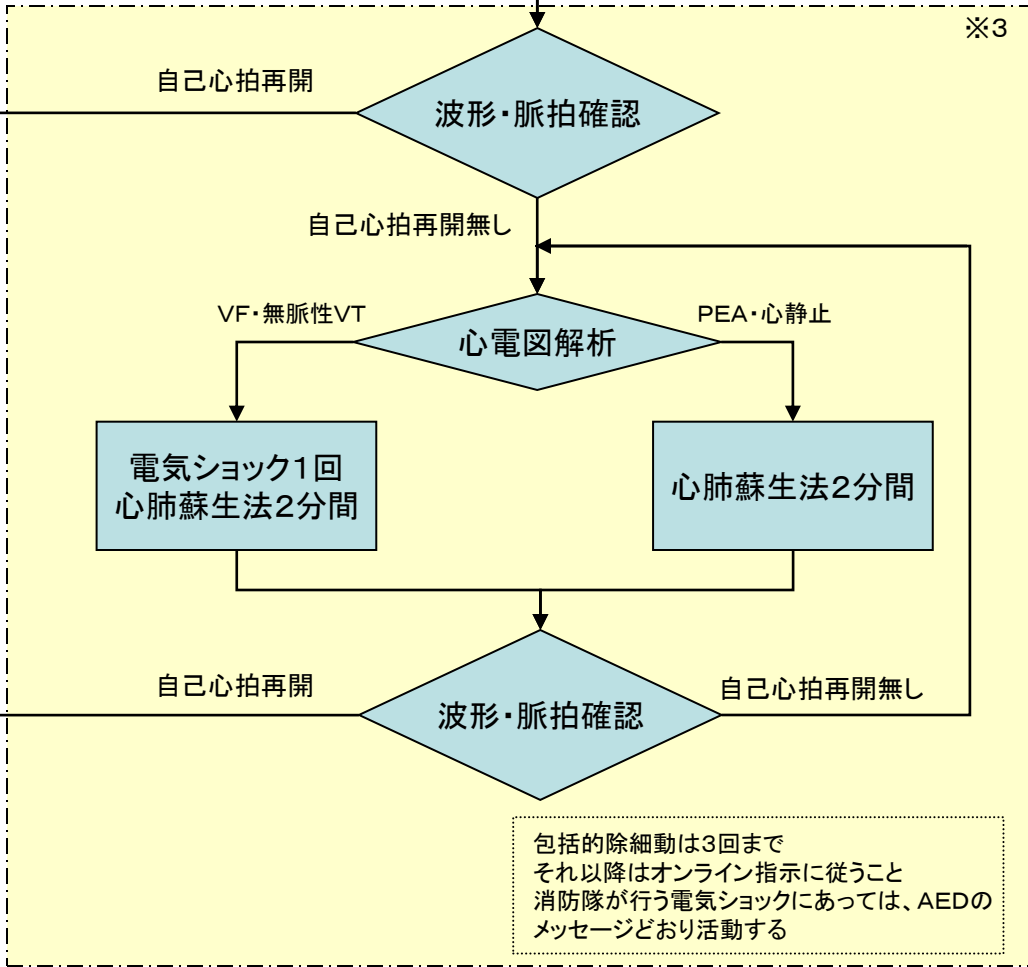 ※3
自己心拍再開
波形・脈拍確認
自己心拍再開無し
VF・無脈性VT
PEA・心静止
心電図解析
電気ショック1回
心肺蘇生法2分間
心肺蘇生法2分間
自己心拍再開
自己心拍再開無し
波形・脈拍確認
包括的除細動は3回まで
それ以降はオンライン指示に従うこと
消防隊が行う電気ショックにあっては、AEDの
メッセージどおり活動する